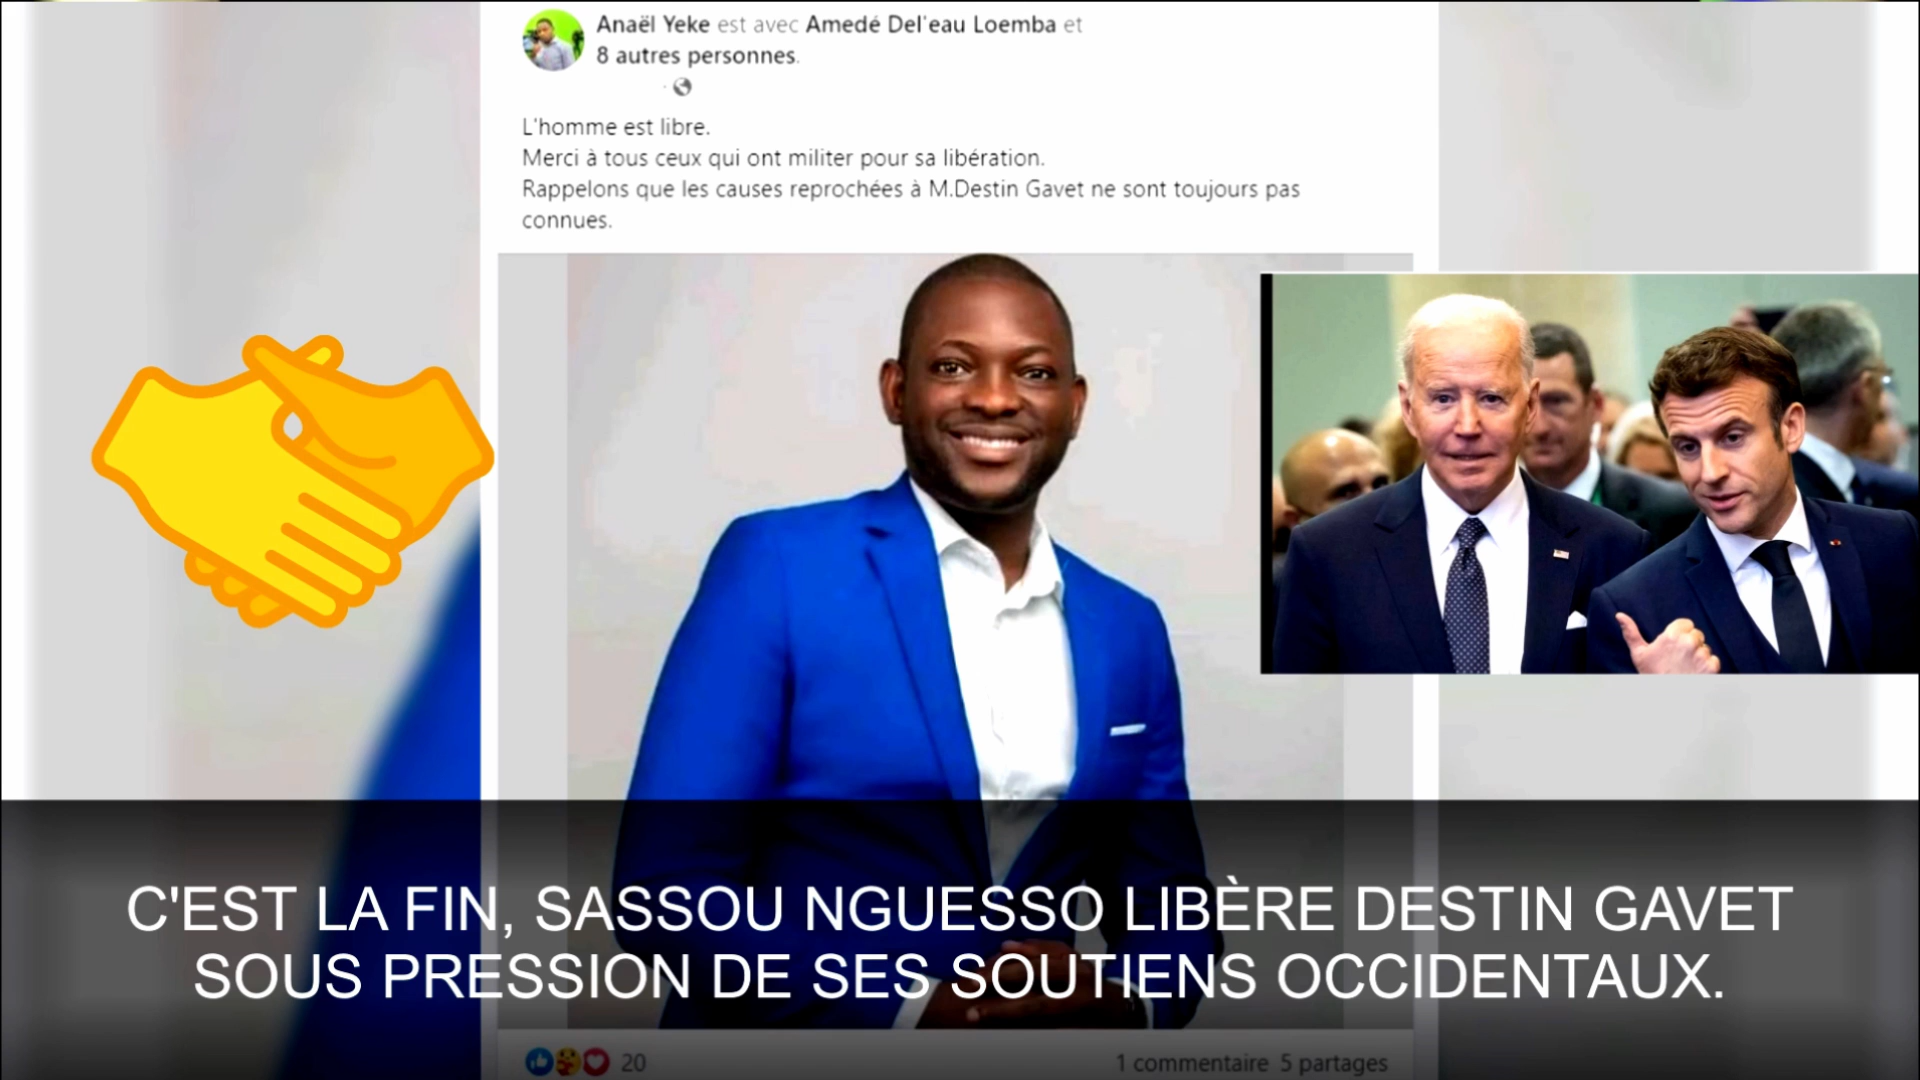 Anaël Yeke est avec Amedé Del'eau Loemba et
8 autres personnes.
L'homme est libre.
Merci à tous ceux qui ont militer pour sa libération.
Rappelons que les causes reprochées à M.Destin Gavet ne sont toujours pas
connues.
C'EST LA FIN, SASSOU NGUESSO LIBÈRE DESTIN GAVET
SOUS PRESSION DE SES SOUTIENS OCCIDENTAUX.
20
1 commentaire 5 partages